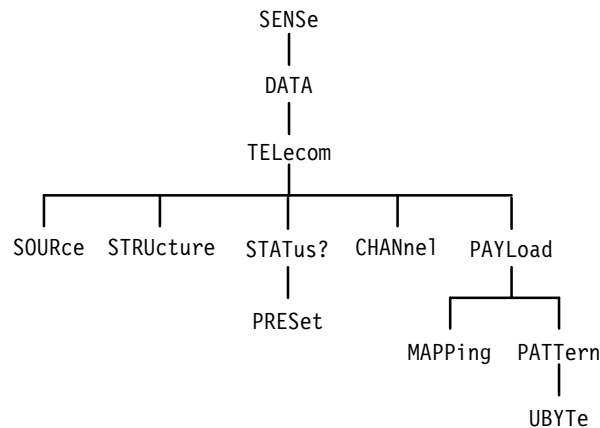 SENSe
DATA
TELecom
SOURce STRUcture STATus? CHANnel PAYLoad
PRESet
MAPPing PATTern
UBYTe